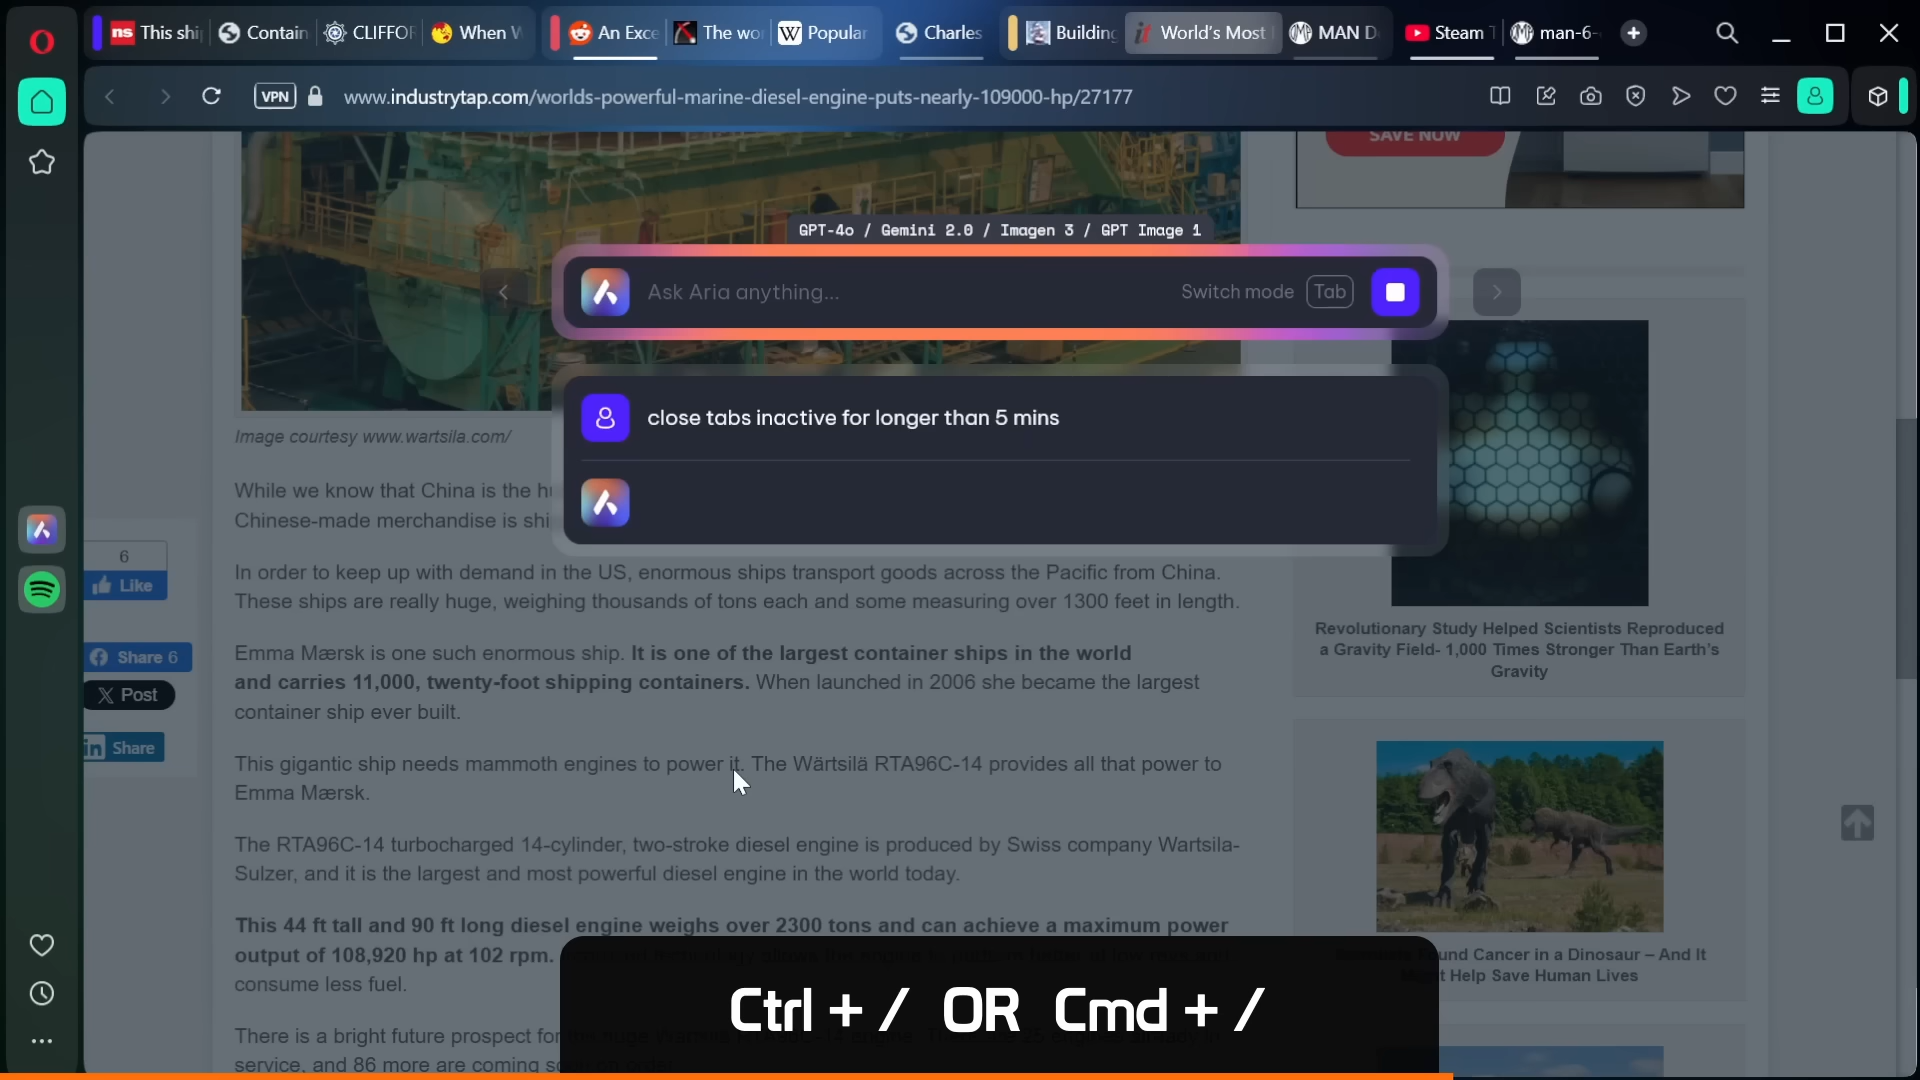 ns This shi
Contain
CLIFFOR
When W
An Exce
The wo
W Popular
Charles
Building
it World's Most
MAN D
Steam T
man-6-
VPN www.industrytap.com/worlds-powerful-marine-diesel-engine-puts-nearly-109000-hp/27177
SAVE NOW
GPT-4o / Gemini 2.0 / Imagen 3 / GPT Image 1
Ask Aria anything... Switch mode Tab
close tabs inactive for longer than 5 mins
Image courtesy www.wartsila.com/
While we know that China is the
Chinese-made merchandise is
6
Like
Share 6
Post
in Share
In order to keep up with demand in the US, enormous ships transport goods across the Pacific from China.
These ships are really huge, weighing thousands of tons each and some measuring over 1300 feet in length.
Emma Mærsk is one such enormous ship. It is one of the largest container ships in the world
and carries 11,000, twenty-foot shipping containers. When launched in 2006 she became the largest
container ship ever built.
This gigantic ship needs mammoth engines to power it. The Wärtsilä RTA96C-14 provides all that power to
Emma Mærsk.
The RTA96C-14 turbocharged 14-cylinder, two-stroke diesel engine is produced by Swiss company Wartsila-
Sulzer, and it is the largest and most powerful diesel engine in the world today.
This 44 ft tall and 90 ft long diesel engine weighs over 2300 tons and can achieve a maximum power
output of 108,920 hp at 102 rpm.
consume less fuel.
There is a bright future prospect for
service, and 86 more are coming
Revolutionary Study Helped Scientists Reproduced
a Gravity Field- 1,000 Times Stronger Than Earth's
Gravity
Cancer in a Dinosaur – And It
Help Save Human Lives
Ctrl + / OR Cmd + /